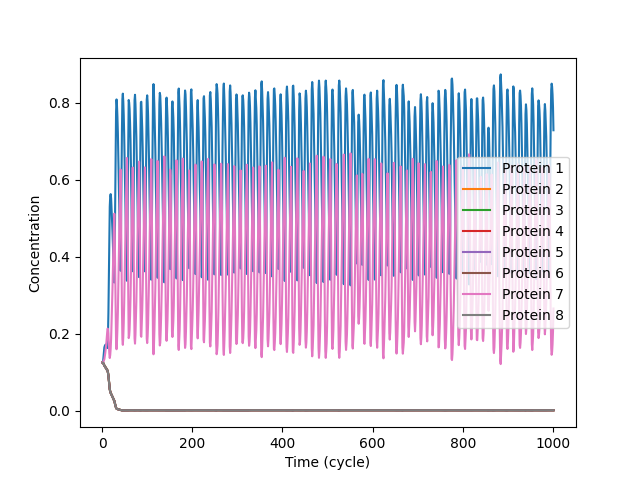 Concentration
0.8
0.6
0.4
0.2
0.0
0
200
400
600
800
1000
Time (cycle)
Protein 1
Protein 2
Protein 3
Protein 4
Protein 5
Protein 6
Protein 7
Protein 8